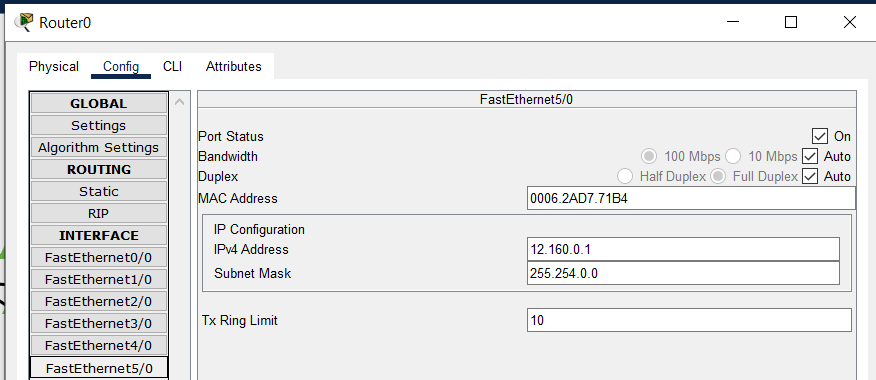 Router0
Physical Config CLI Attributes
GLOBAL
Settings
Algorithm Settings
ROUTING
Static
RIP
INTERFACE
FastEthernet0/0
FastEthernet1/0
FastEthernet2/0
FastEthernet3/0
FastEthernet4/0
FastEthernet5/0
FastEthernet5/0
Port Status On
Bandwidth 100 Mbps 10 Mbps Auto
Duplex Half Duplex Full Duplex Auto
MAC Address 0006.2AD7.71B4
IP Configuration
IPv4 Address 12.160.0.1
Subnet Mask 255.254.0.0
Tx Ring Limit 10